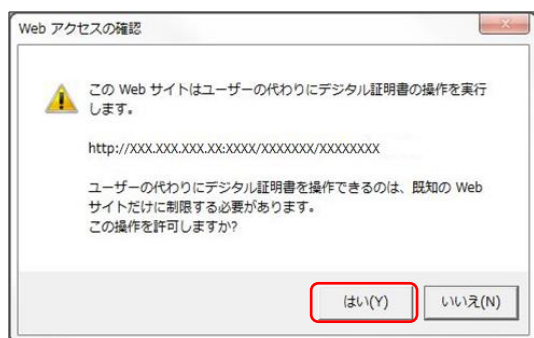 Web アクセスの確認
この Web サイトはユーザーの代わりにデジタル証明書の操作を実行
します。
http://XXX.XXX.XXX.XX:XXXX/XXXXXXX/XXXXXXXX
ユーザーの代わりにデジタル証明書を操作できるのは、既知の Web
サイトだけに制限する必要があります。
この操作を許可しますか?
はい(Y) いいえ(N)